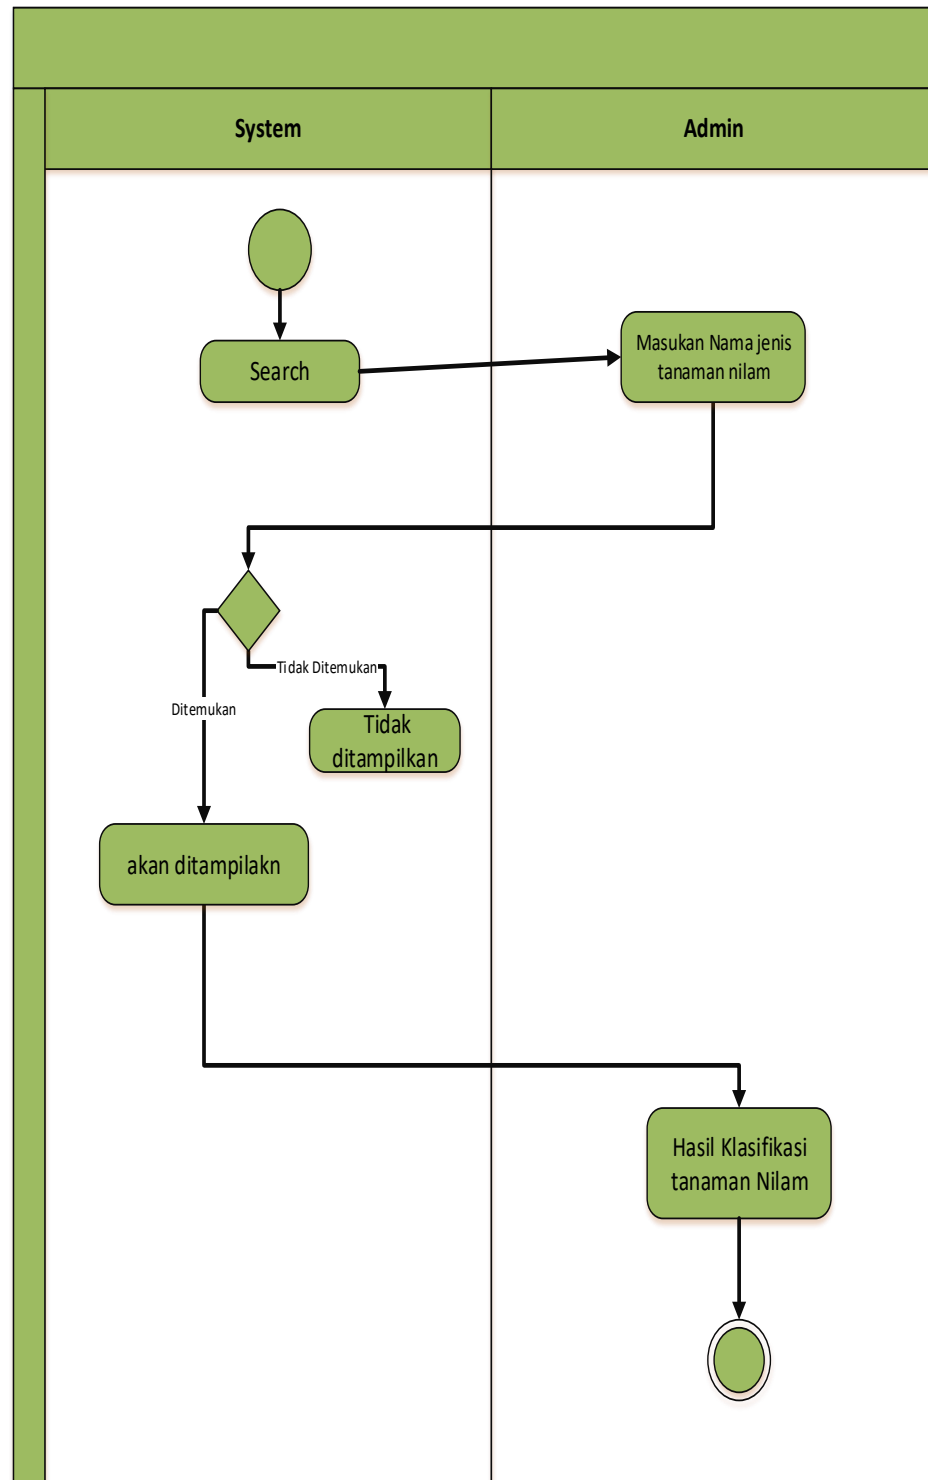 System
Admin
Search
Masukan Nama jenis
tanaman nilam
Tidak Ditemukan
Ditemukan
Tidak
ditampilkan
akan ditampilakn
Hasil Klasifikasi
tanaman Nilam